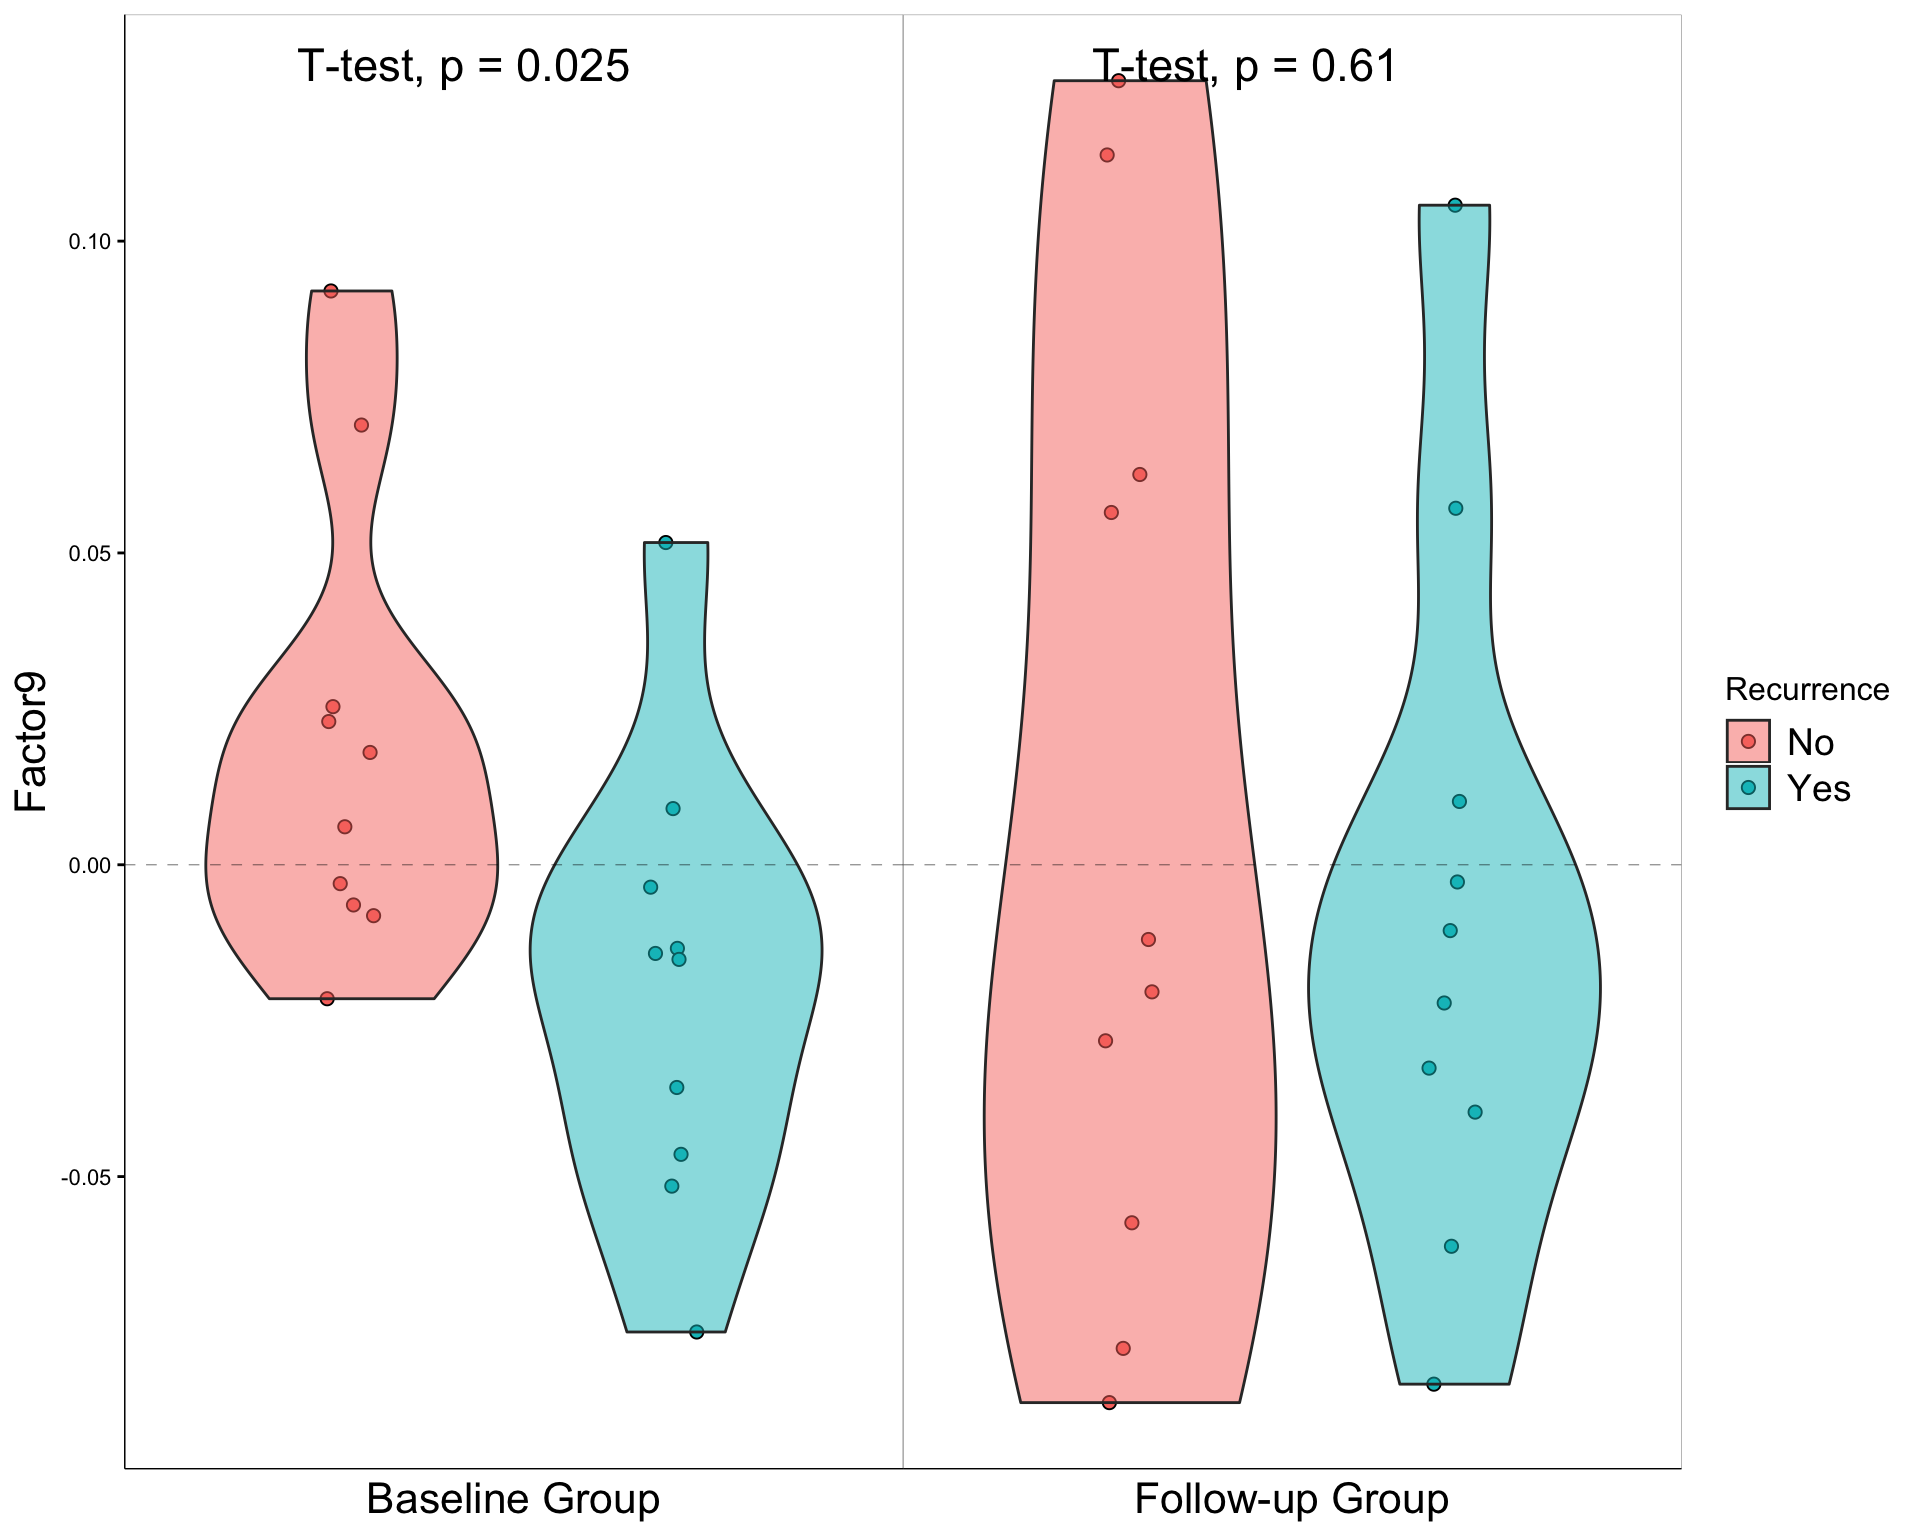 T-test, p = 0.025
T-test, p = 0.61
0.10
0.05
0.00
-0.05
Factor9
Baseline Group
Follow-up Group
Recurrence
No
Yes